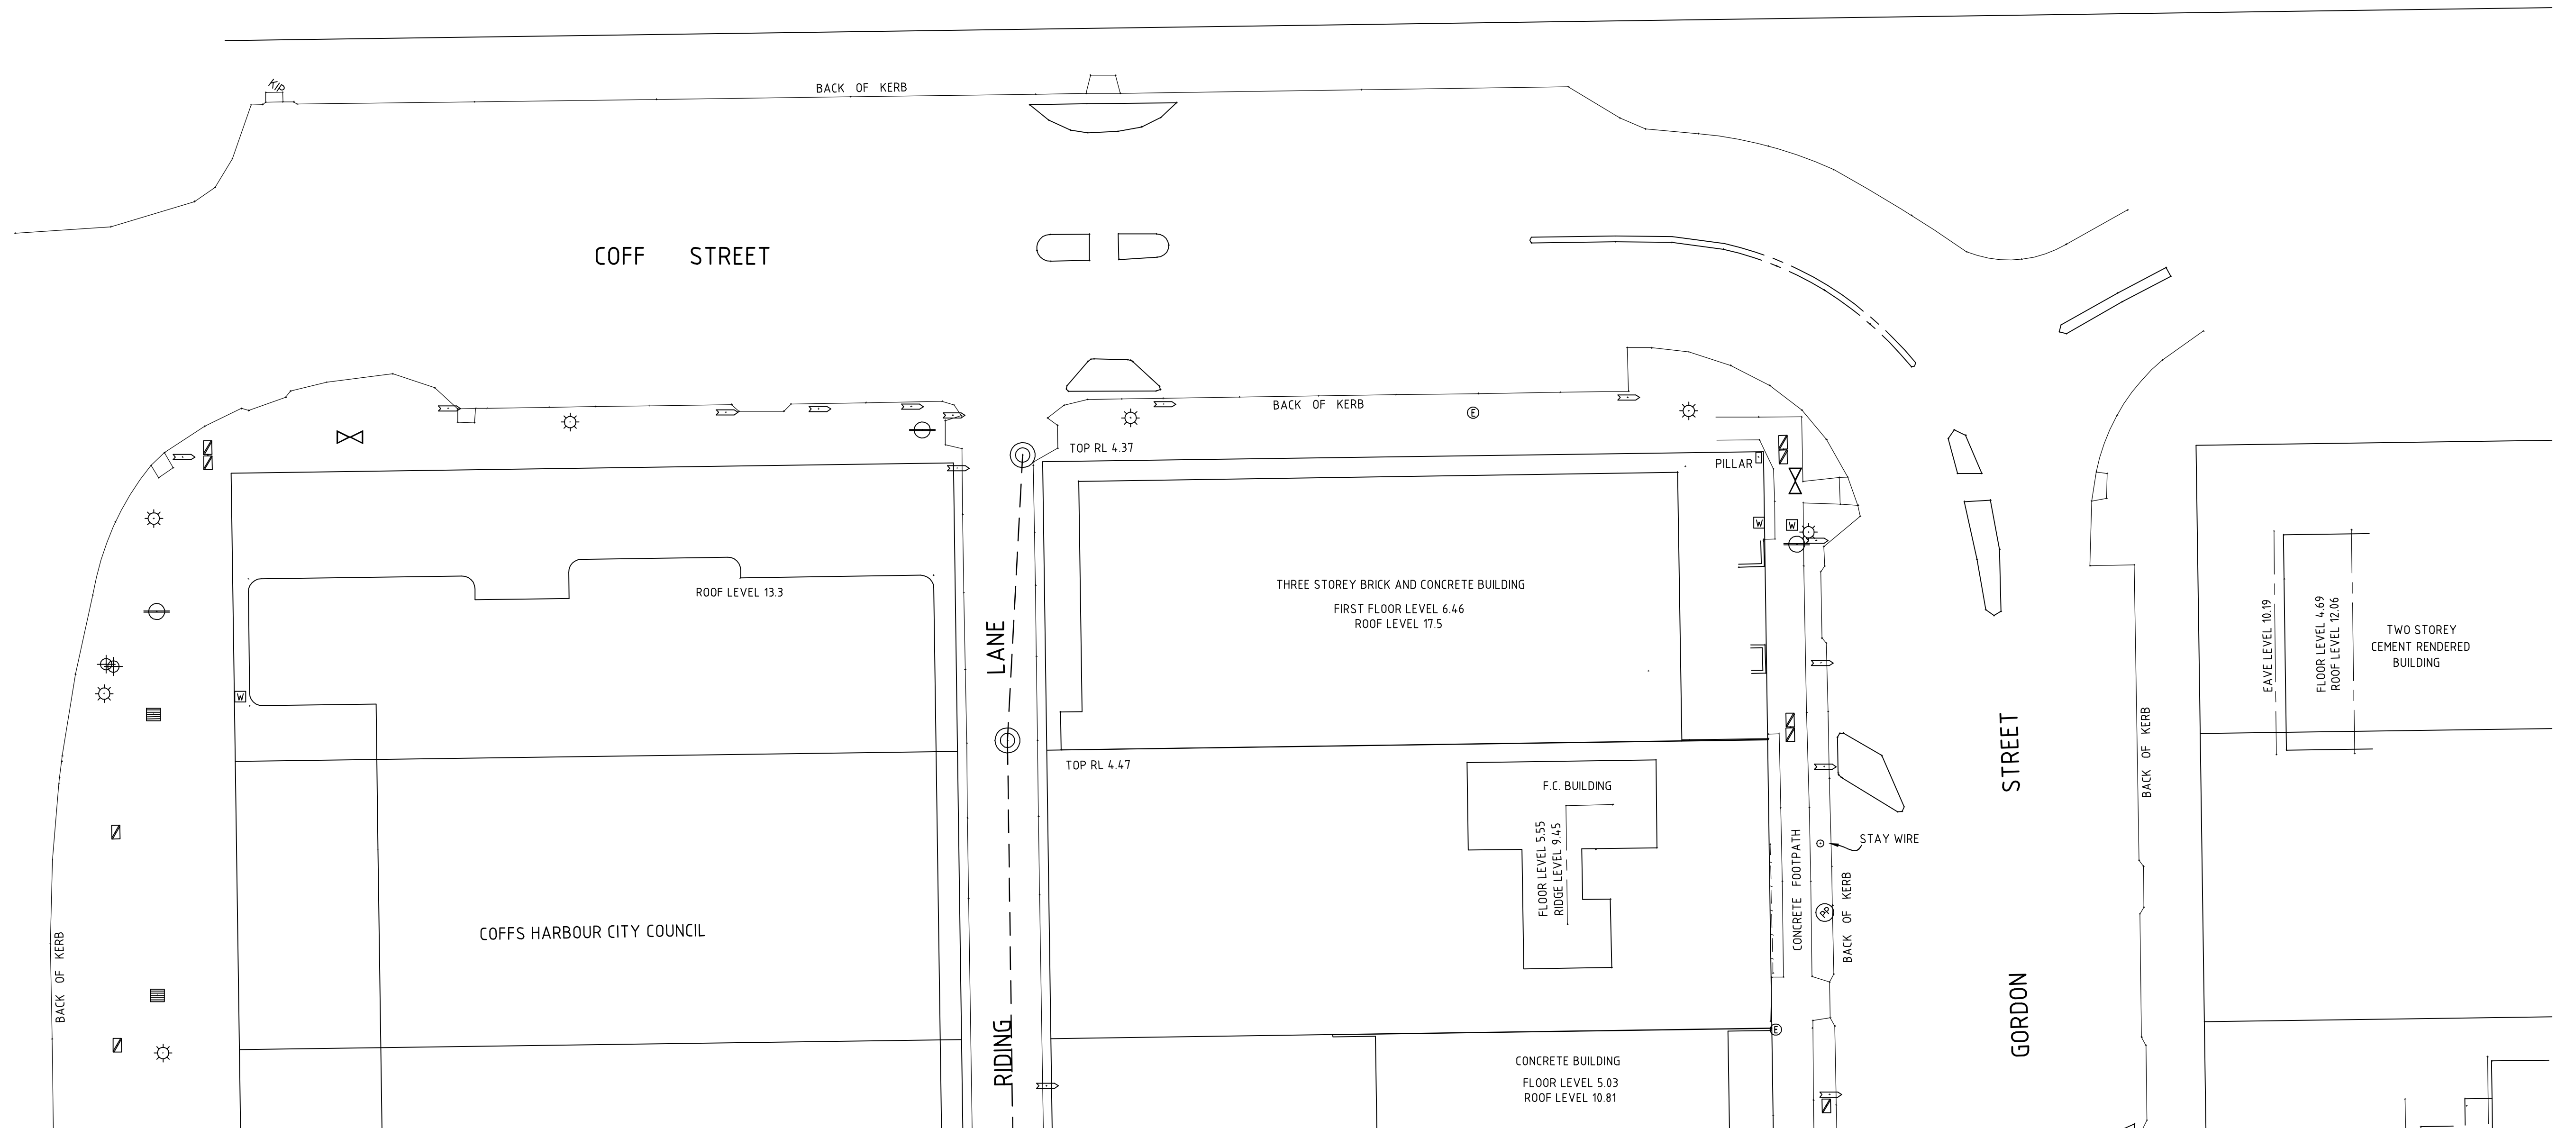 KIP
BACK OF KERB
COFF STREET
BACK OF KERB
E
TOP RL 4.37
PILLAR
W
W
THREE STOREY BRICK AND CONCRETE BUILDING
FIRST FLOOR LEVEL 6.46
ROOF LEVEL 17.5
ROOF LEVEL 13.3
W
RIDING LANE
TOP RL 4.47
F.C. BUILDING
FLOOR LEVEL 5.55
RIDGE LEVEL 9.45
COFFS HARBOUR CITY COUNCIL
BACK OF KERB
CONCRETE FOOTPATH
STAY WIRE
PP
BACK OF KERB
E
CONCRETE BUILDING
FLOOR LEVEL 5.03
ROOF LEVEL 10.81
GORDON STREET
BACK OF KERB
EAVE LEVEL 10.19
FLOOR LEVEL 4.69
ROOF LEVEL 12.06
TWO STOREY
CEMENT RENDERED
BUILDING